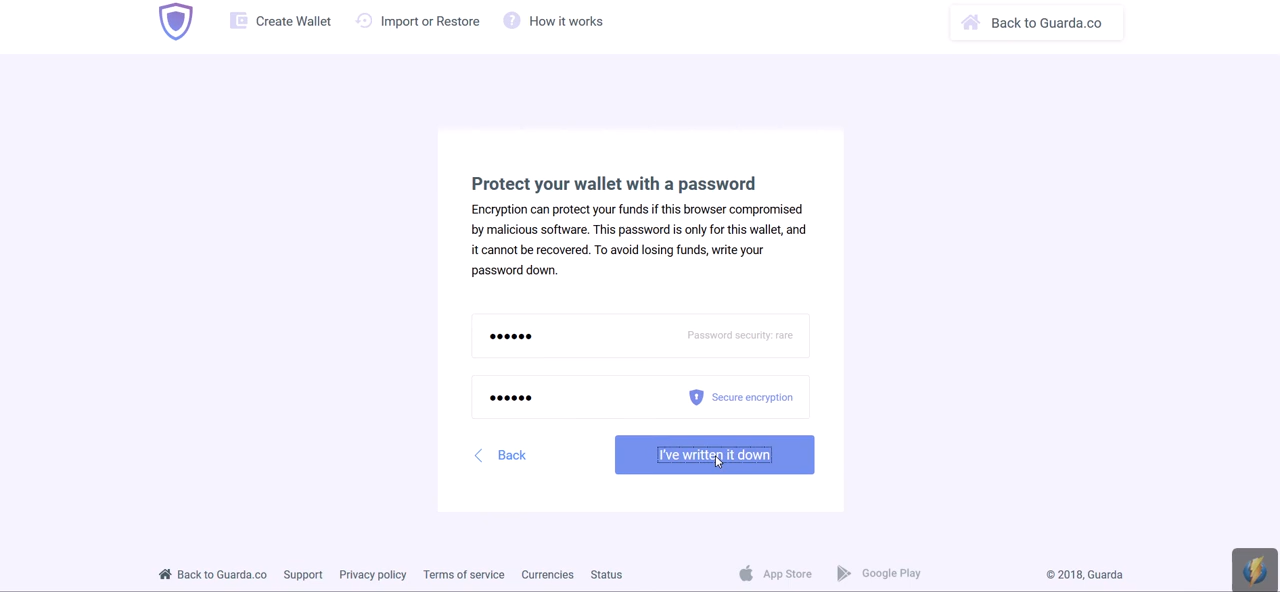 Create Wallet
Import or Restore
? How it works
Back to Guarda.co
Protect your wallet with a password
Encryption can protect your funds if this browser compromised
by malicious software. This password is only for this wallet, and
it cannot be recovered. To avoid losing funds, write your
password down.
●●●●●● Password security: rare
●●●●●● Secure encryption
Back
I've written it down
Back to Guarda.co
Support
Privacy policy
Terms of service
Currencies
Status
App Store
Google Play
© 2018, Guarda